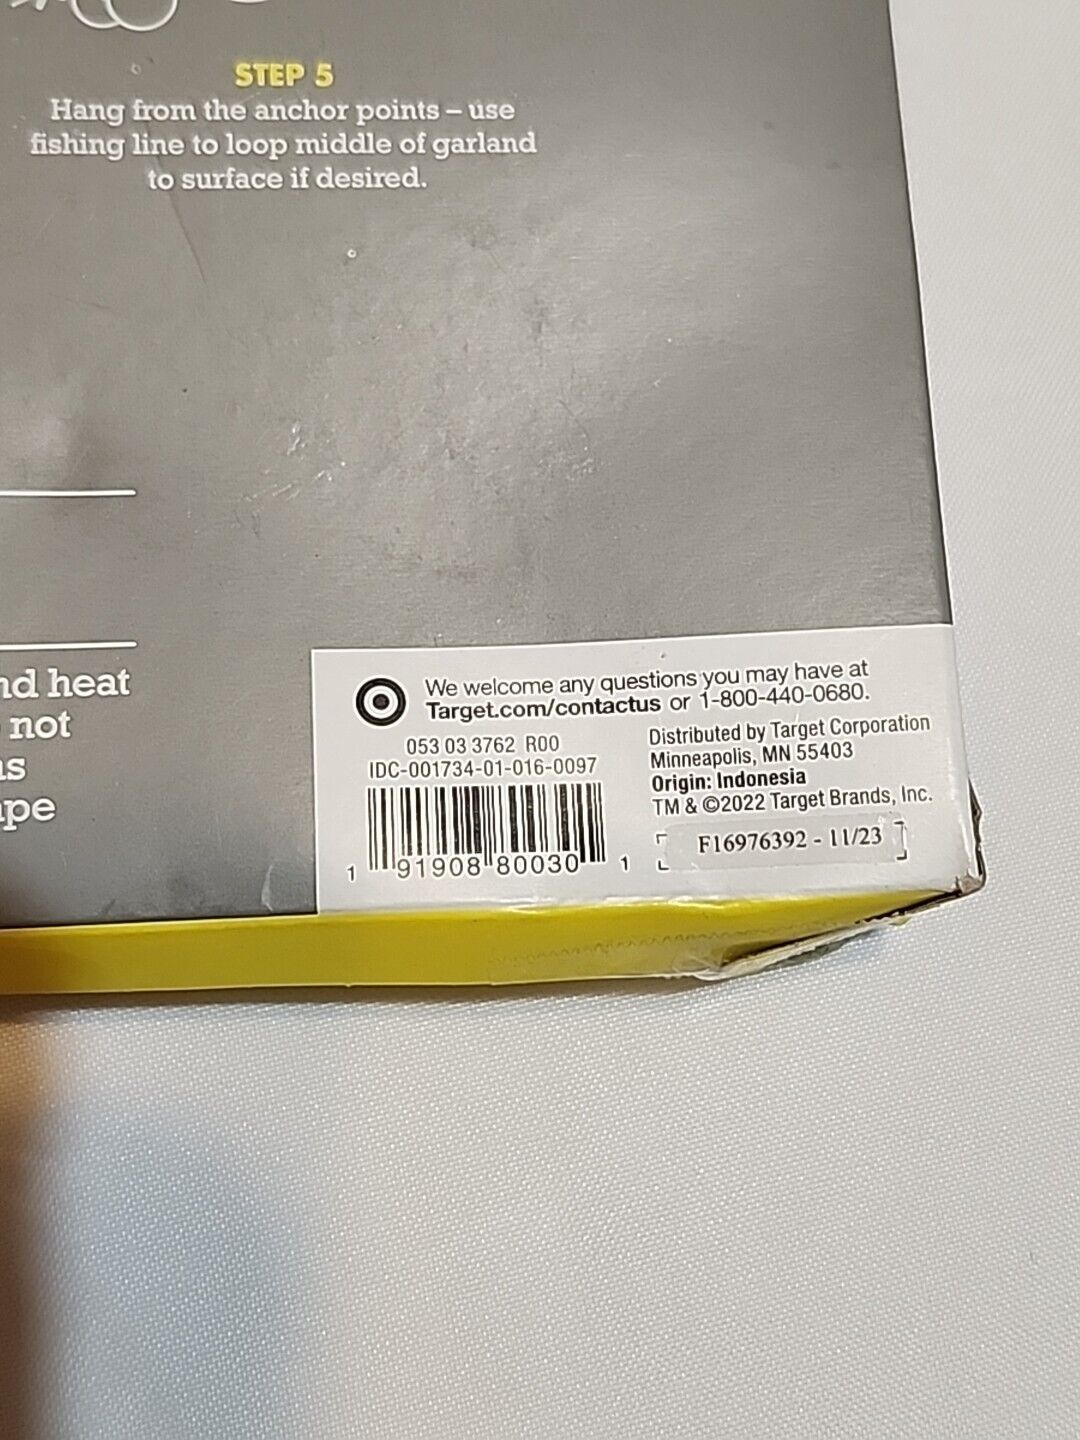 STEP 5
Hang from the anchor points – use
fishing line to loop middle of garland
to surface if desired.
heat
not
We welcome any questions you may have at
Target.com/contactus or 1-800-440-0680.
053 03 3762 R00
IDC-001734-01-016-0097
1 91908 80030 1
Distributed by Target Corporation
Minneapolis, MN 55403
Origin: Indonesia
TM & ©2022 Target Brands, Inc.
F16976392 - 11/23